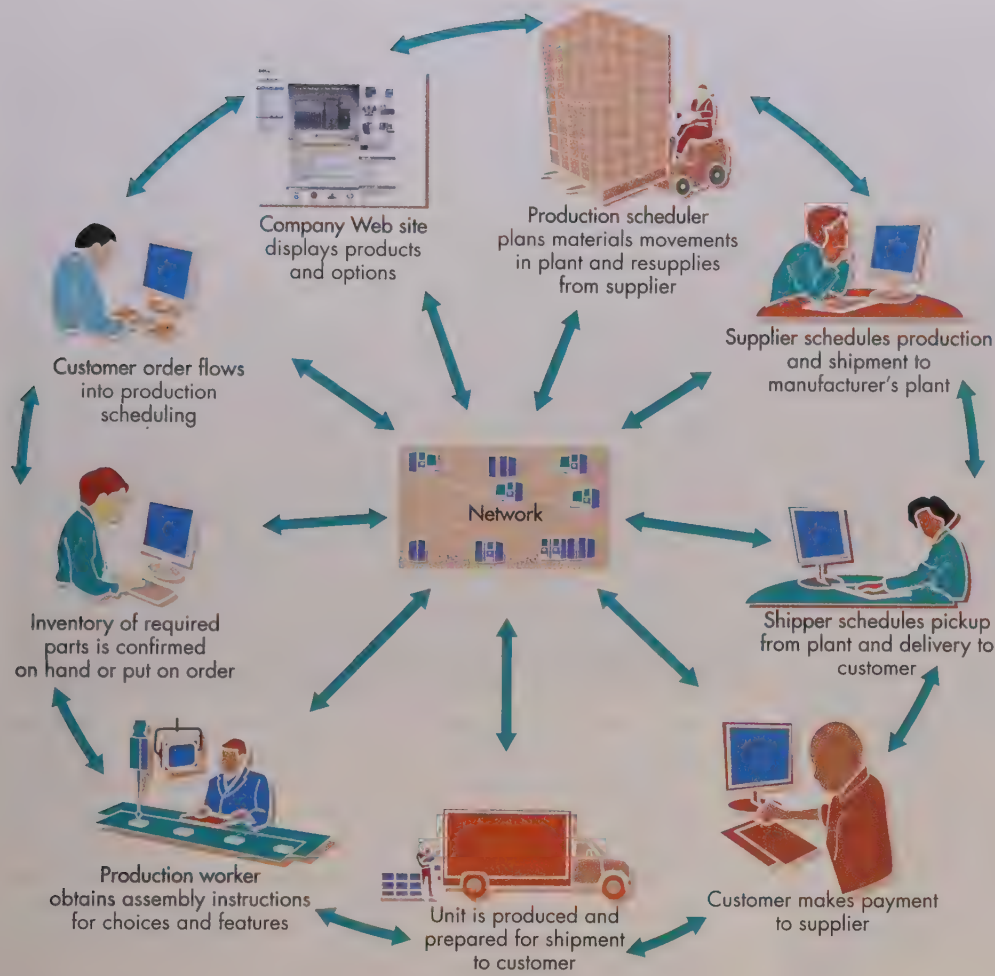 Company Web site
displays products
and options
Production scheduler
plans materials movements
in plant and resupplies
from supplier
Supplier schedules production
and shipment to
manufacturer's plant
Customer order flows
into production
scheduling
Network
Inventory of required
parts is confirmed
on hand or put on order
Shipper schedules pickup
from plant and delivery to
customer
Production worker
obtains assembly instructions
for choices and features
Unit is produced and
prepared for shipment
to customer
Customer makes payment
to supplier